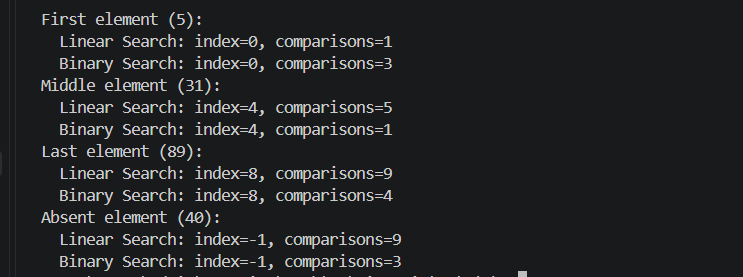 First element (5):
  Linear Search: index=0, comparisons=1
  Binary Search: index=0, comparisons=3
Middle element (31):
  Linear Search: index=4, comparisons=5
  Binary Search: index=4, comparisons=1
Last element (89):
  Linear Search: index=8, comparisons=9
  Binary Search: index=8, comparisons=4
Absent element (40):
  Linear Search: index=-1, comparisons=9
  Binary Search: index=-1, comparisons=3